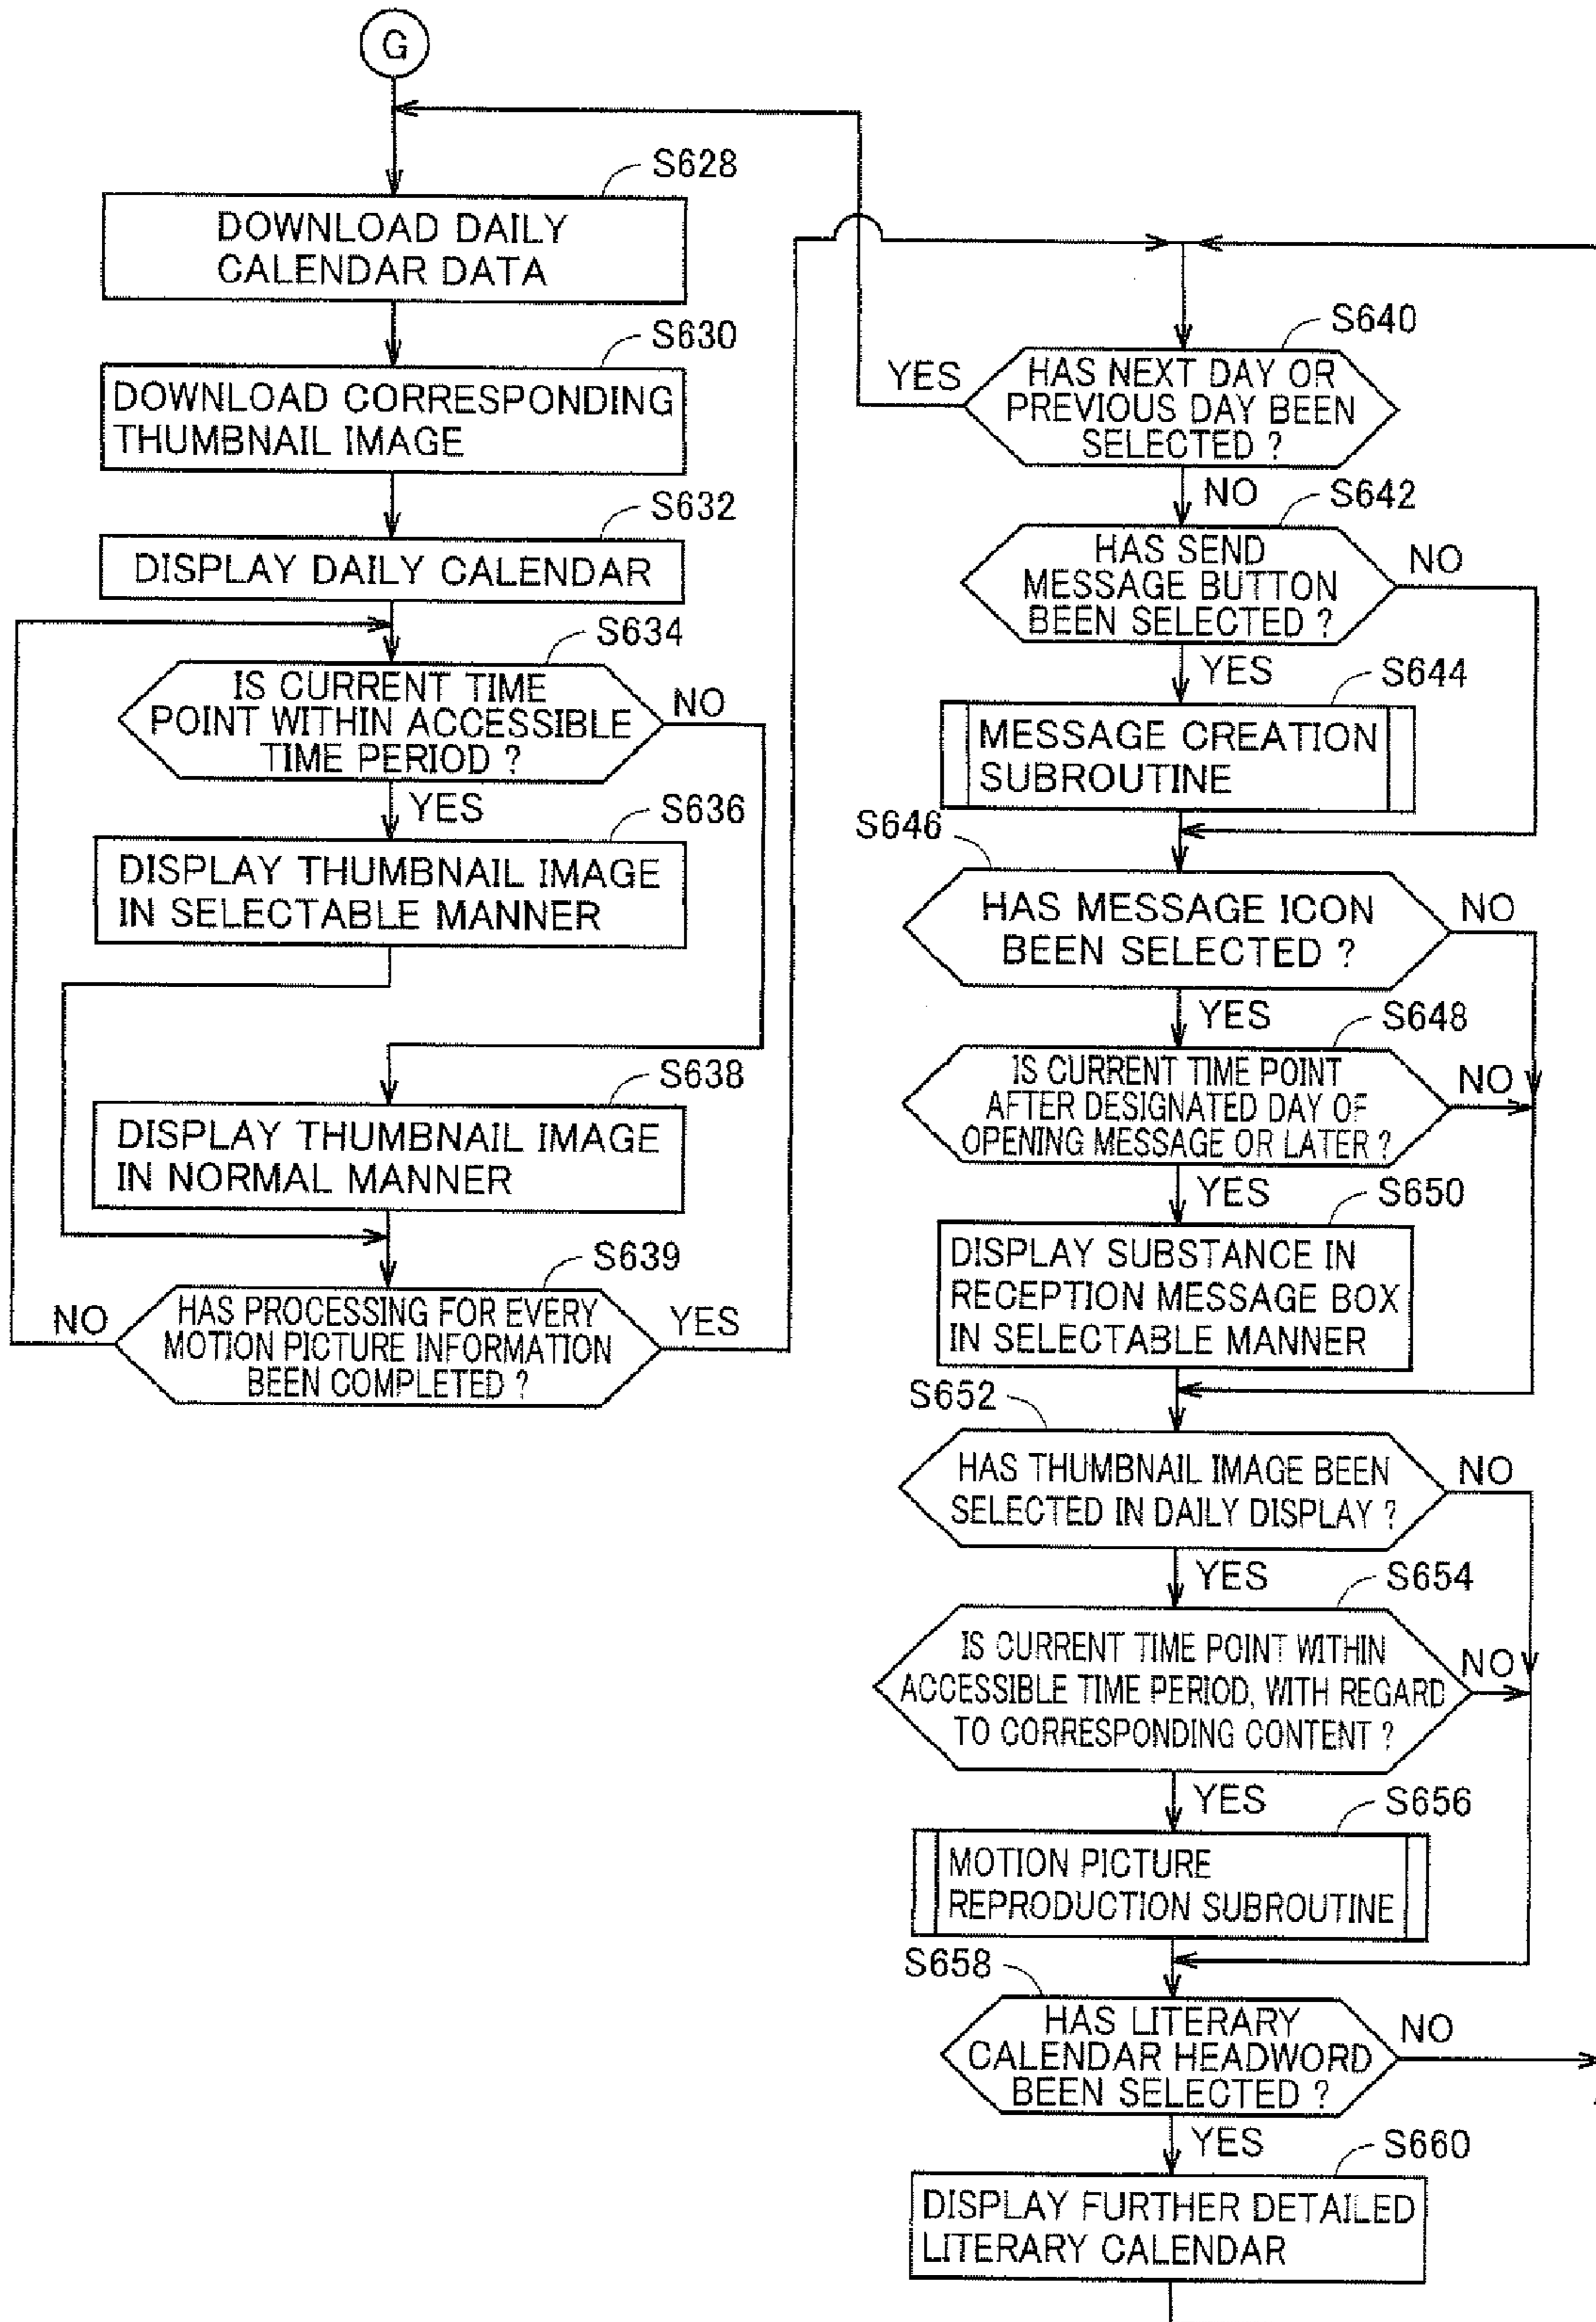 G
S628
DOWNLOAD DAILY
CALENDAR DATA
S630
DOWNLOAD CORRESPONDING
THUMBNAIL IMAGE
S632
DISPLAY DAILY CALENDAR
S634
IS CURRENT TIME
POINT WITHIN ACCESSIBLE
TIME PERIOD ?
NO
YES
S636
DISPLAY THUMBNAIL IMAGE
IN SELECTABLE MANNER
S638
DISPLAY THUMBNAIL IMAGE
IN NORMAL MANNER
S639
NO
HAS PROCESSING FOR EVERY
MOTION PICTURE INFORMATION
BEEN COMPLETED ?
YES
S640
YES
HAS NEXT DAY OR
PREVIOUS DAY BEEN
SELECTED ?
NO
S642
HAS SEND
MESSAGE BUTTON
BEEN SELECTED ?
NO
YES
S644
MESSAGE CREATION
SUBROUTINE
S646
HAS MESSAGE ICON
BEEN SELECTED ?
NO
YES
S648
IS CURRENT TIME POINT
AFTER DESIGNATED DAY OF
OPENING MESSAGE OR LATER ?
NO
YES
S650
DISPLAY SUBSTANCE IN
RECEPTION MESSAGE BOX
IN SELECTABLE MANNER
S652
HAS THUMBNAIL IMAGE BEEN
SELECTED IN DAILY DISPLAY ?
NO
YES
S654
IS CURRENT TIME POINT WITHIN
ACCESSIBLE TIME PERIOD, WITH REGARD
TO CORRESPONDING CONTENT ?
NO
YES
S656
MOTION PICTURE
REPRODUCTION SUBROUTINE
S658
HAS LITERARY
CALENDAR HEADWORD
BEEN SELECTED ?
NO
YES
S660
DISPLAY FURTHER DETAILED
LITERARY CALENDAR